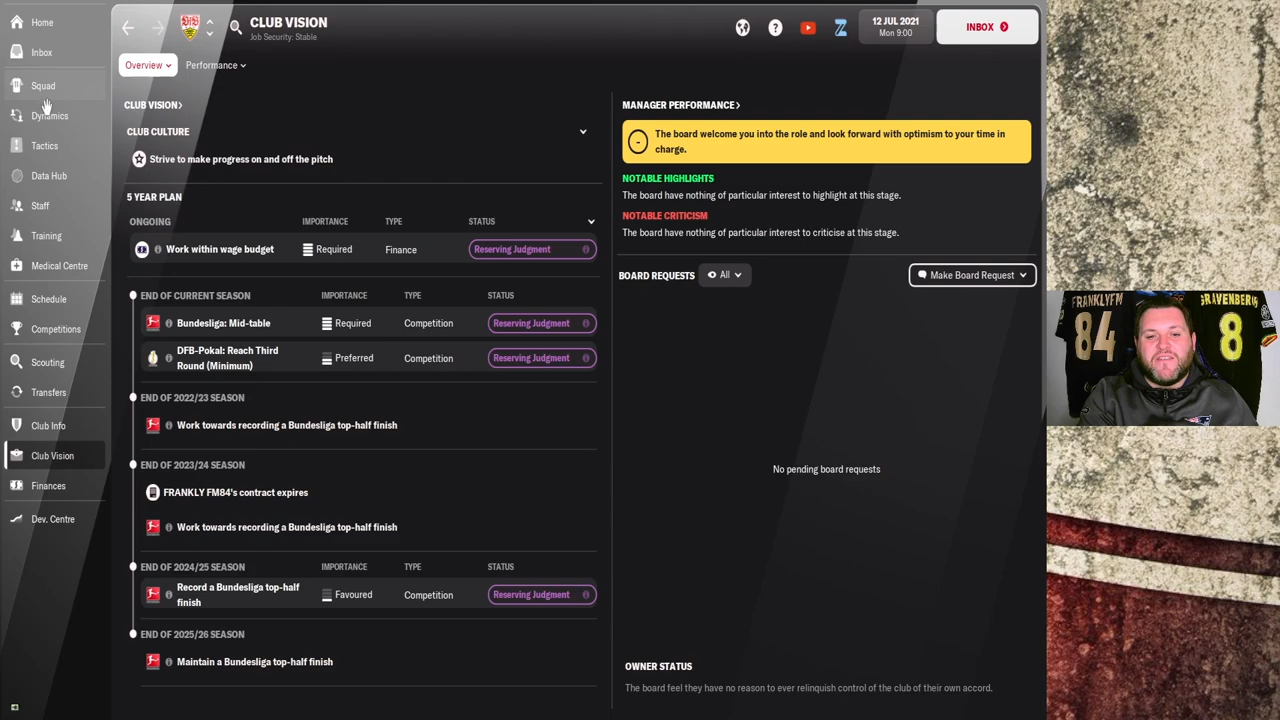 Home
Inbox
Squad
Dynamics
Tactics
Data Hub
Staff
Training
Medical Centre
Schedule
Competitions
Scouting
Transfers
Club Info
Club Vision
Finances
Dev. Centre
CLUB VISION
Job Security: Stable
12 JUL 2021
Mon 9:00
INBOX
Overview
Performance
CLUB VISION>
CLUB CULTURE
Strive to make progress on and off the pitch
5 YEAR PLAN
ONGOING IMPORTANCE TYPE STATUS
Work within wage budget Required Finance Reserving Judgment
END OF CURRENT SEASON IMPORTANCE TYPE STATUS
Bundesliga: Mid-table Required Competition Reserving Judgment
DFB-Pokal: Reach Third
Round (Minimum) Preferred Competition Reserving Judgment
END OF 2022/23 SEASON
Work towards recording a Bundesliga top-half finish
END OF 2023/24 SEASON
FRANKLY FM84's contract expires
Work towards recording a Bundesliga top-half finish
END OF 2024/25 SEASON IMPORTANCE TYPE STATUS
Record a Bundesliga top-half
finish Favoured Competition Reserving Judgment
END OF 2025/26 SEASON
Maintain a Bundesliga top-half finish
MANAGER PERFORMANCE>
The board welcome you into the role and look forward with optimism to your time in
charge.
NOTABLE HIGHLIGHTS
The board have nothing of particular interest to highlight at this stage.
NOTABLE CRITICISM
The board have nothing of particular interest to criticise at this stage.
BOARD REQUESTS All Make Board Request
No pending board requests
OWNER STATUS
The board feel they have no reason to ever relinquish control of the club of their own accord.
FRANKLYFM
84
GRAVENBERG
8